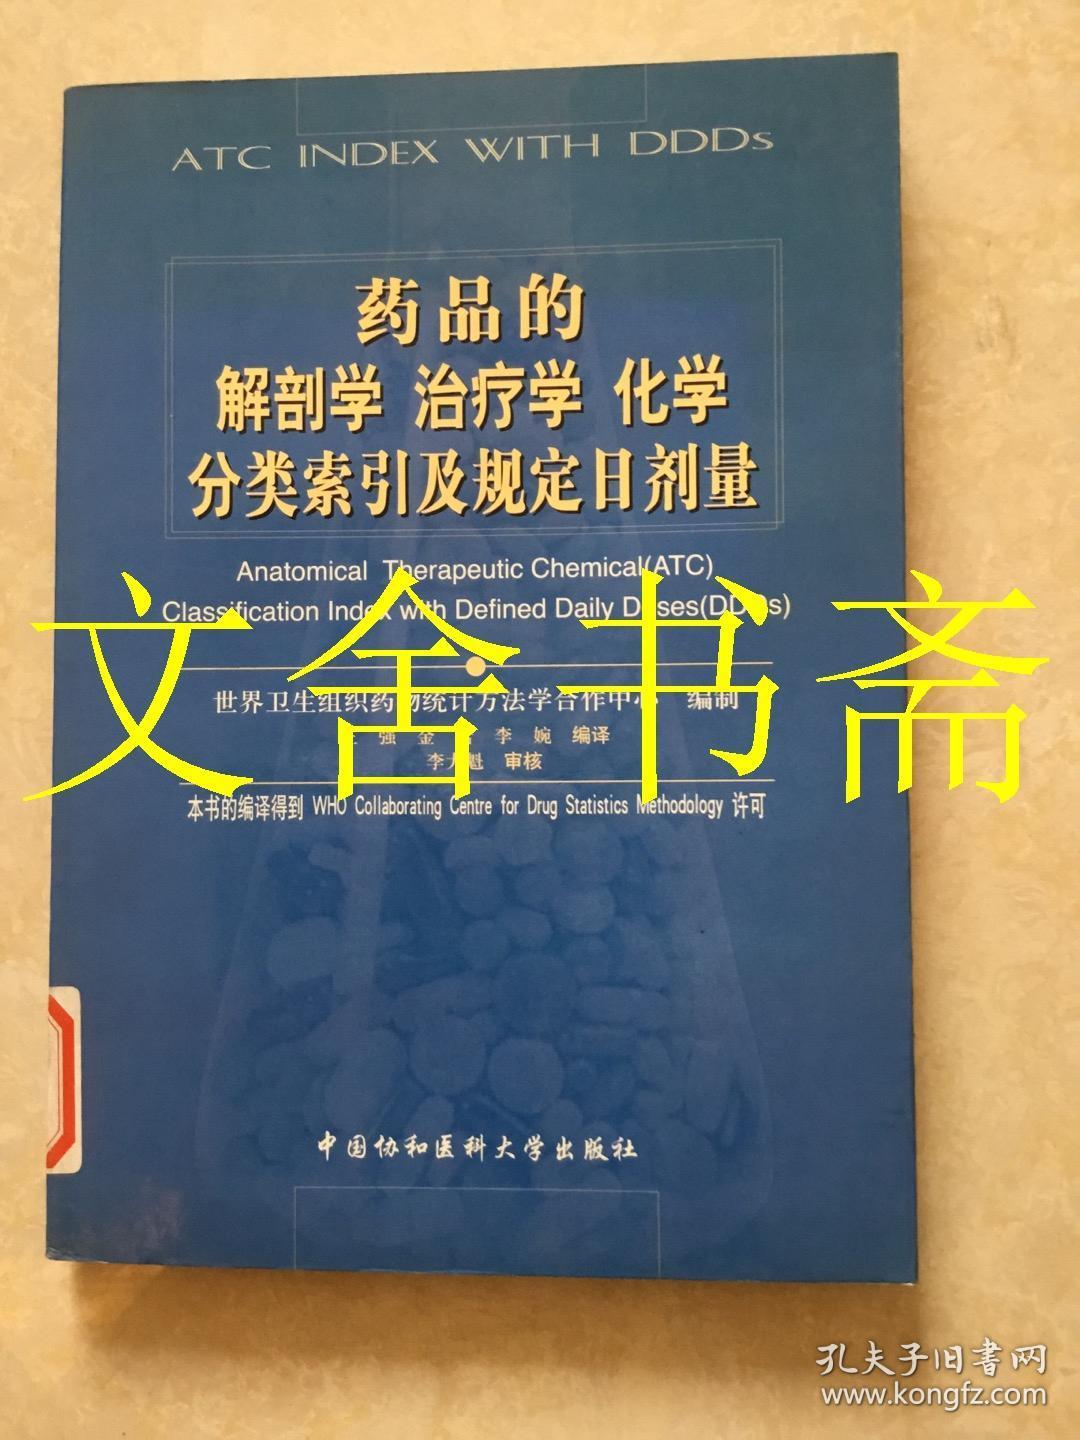 ATC INDEX WITH DDDs
药品的
解剖学 治疗学 化学
分类索引及规定日剂量
Anatomical Therapeutic Chemical(ATC)
Classification Index with Defined Daily Doses(DDDs)
文舍书斋
世界卫生组织药物统计方法学合作中心 编制
强 金 李 婉 编译
李大魁 审核
本书的编译得到 WHO Collaborating Centre for Drug Statistics Methodology 许可
中国协和医科大学出版社
孔夫子旧书网
www.kongfz.com